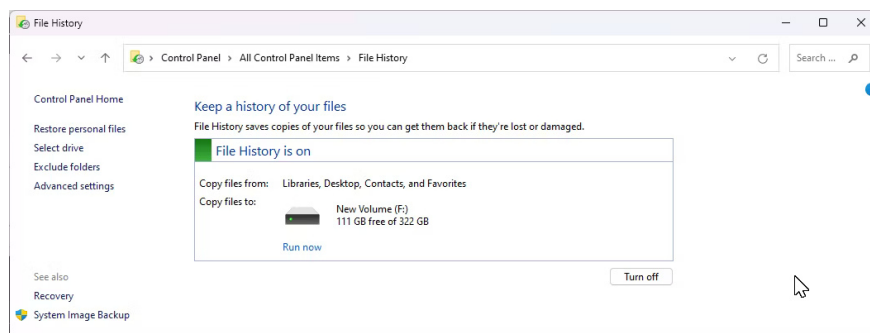 File History
Control Panel > All Control Panel Items > File History
Search ...
Control Panel Home
Restore personal files
Select drive
Exclude folders
Advanced settings
Keep a history of your files
File History saves copies of your files so you can get them back if they're lost or damaged.
File History is on
Copy files from: Libraries, Desktop, Contacts, and Favorites
Copy files to:
New Volume (F:)
111 GB free of 322 GB
Run now
Turn off
See also
Recovery
System Image Backup